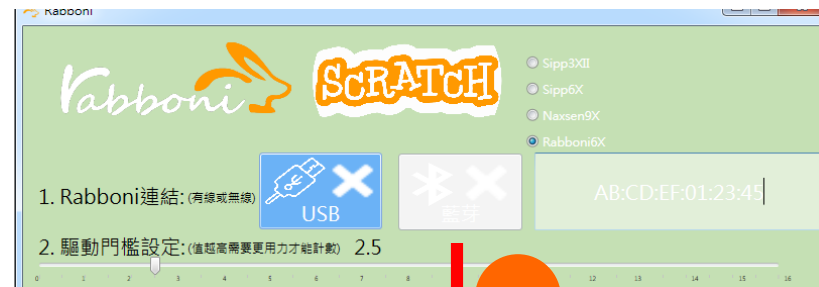 Rabboni
rabboni
SCRATCH
Sipp3XII
Sipp6X
Naxsen9X
Rabboni6X
1. Rabboni連結: (有線或無線)
USB
藍芽
AB:CD:EF:01:23:45
2. 驅動門檻設定: (值越高需要更用力才能計數) 2.5
0 1 2 3 4 5 6 7 8 12 13 14 15 16